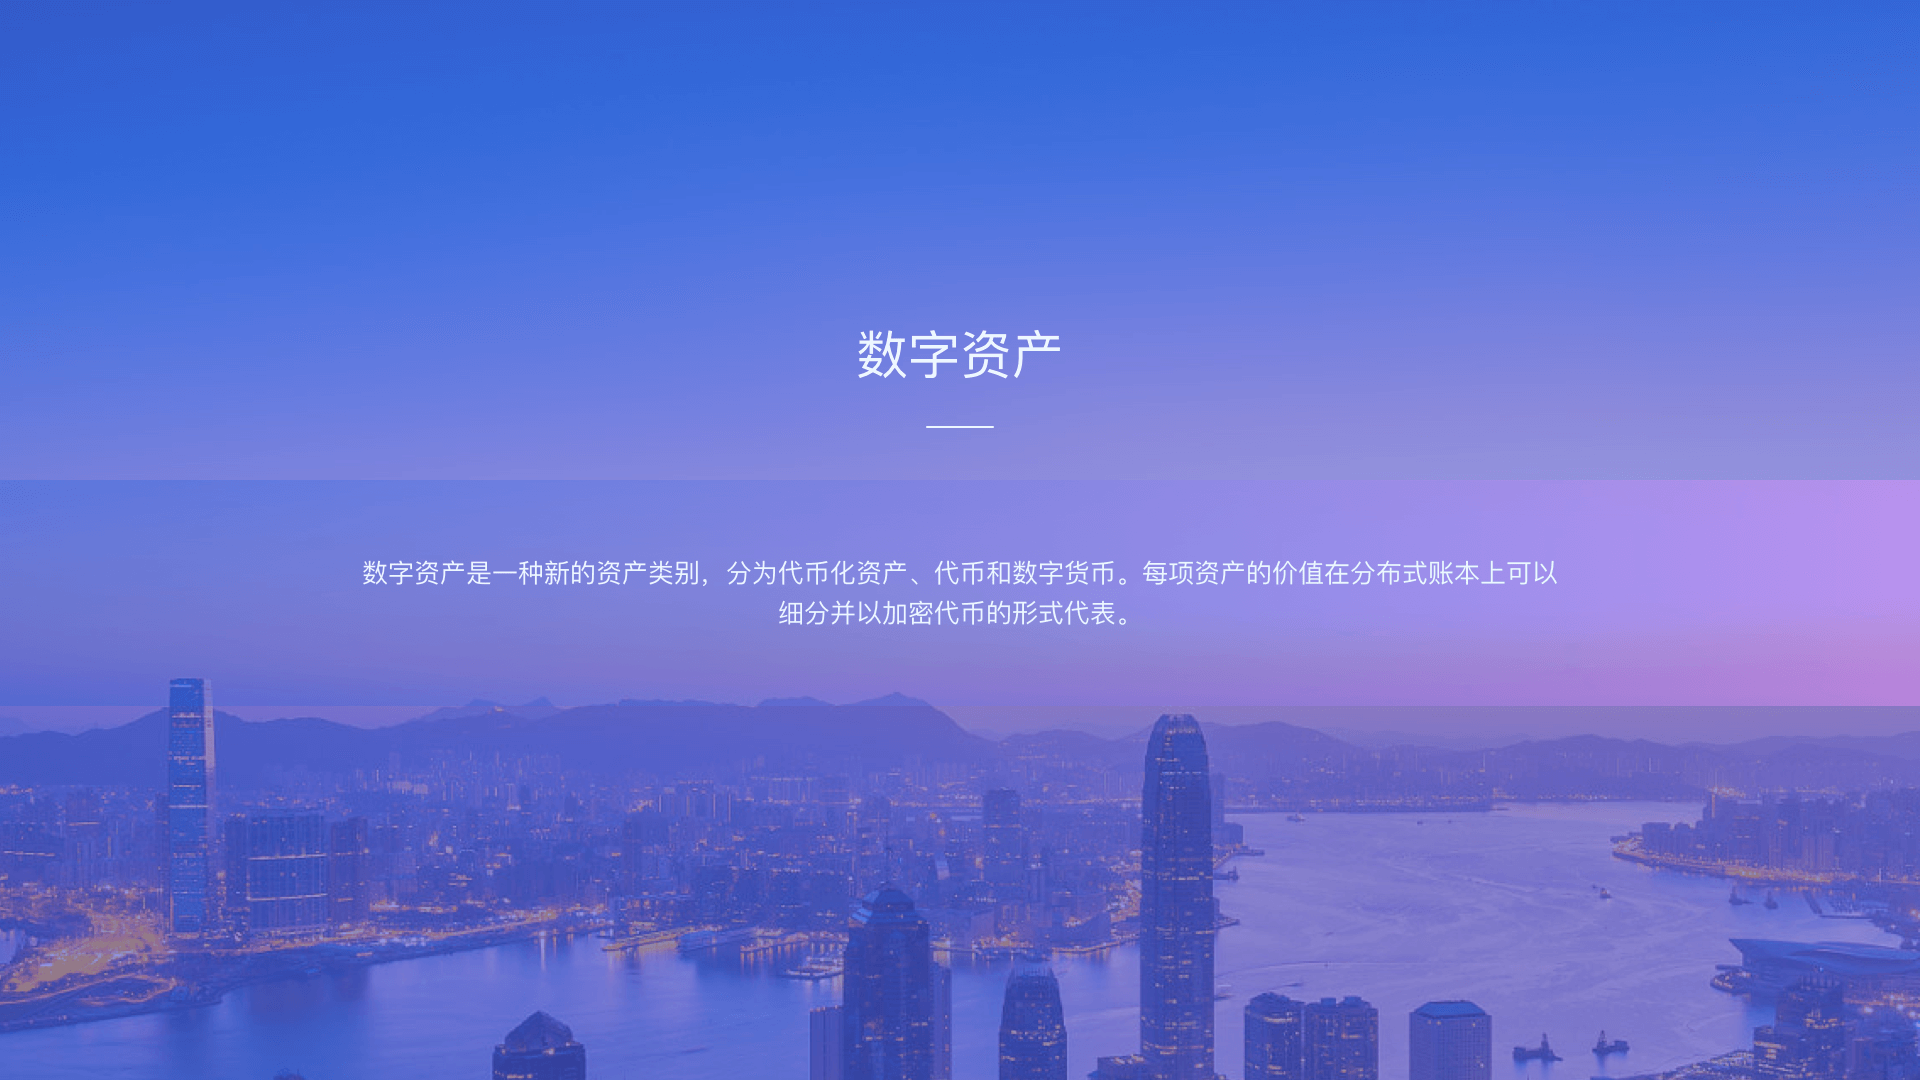 数字资产
数字资产是一种新的资产类别，分为代币化资产、代币和数字货币。每项资产的价值在分布式账本上可以
细分并以加密代币的形式代表。